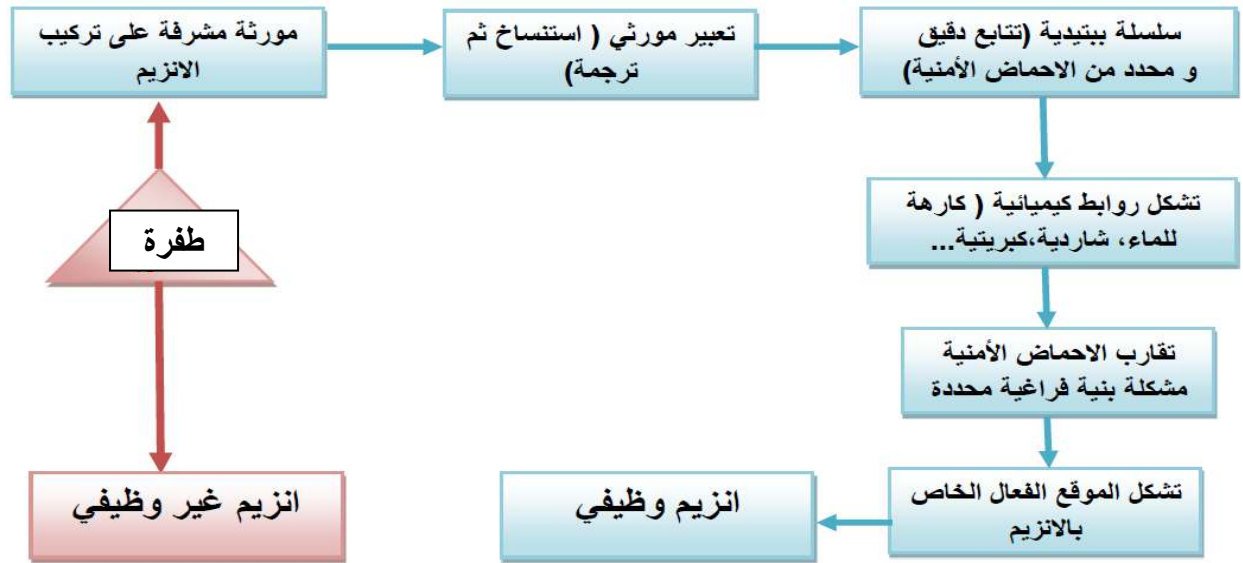 مورثة مشرفة على تركيب
الانزيم
تعبير مورثي ( استنساخ ثم
ترجمة)
سلسلة ببتيدية (تتابع دقيق
و محدد من الاحماض الأمنية)
تشكل روابط كيميائية ( كارهة
للماء، شاردية،كبريتية...
تقارب الاحماض الأمنية
مشكلة بنية فراغية محددة
تشكل الموقع الفعال الخاص
بالانزيم
انزيم وظيفي
طفرة
انزيم غير وظيفي